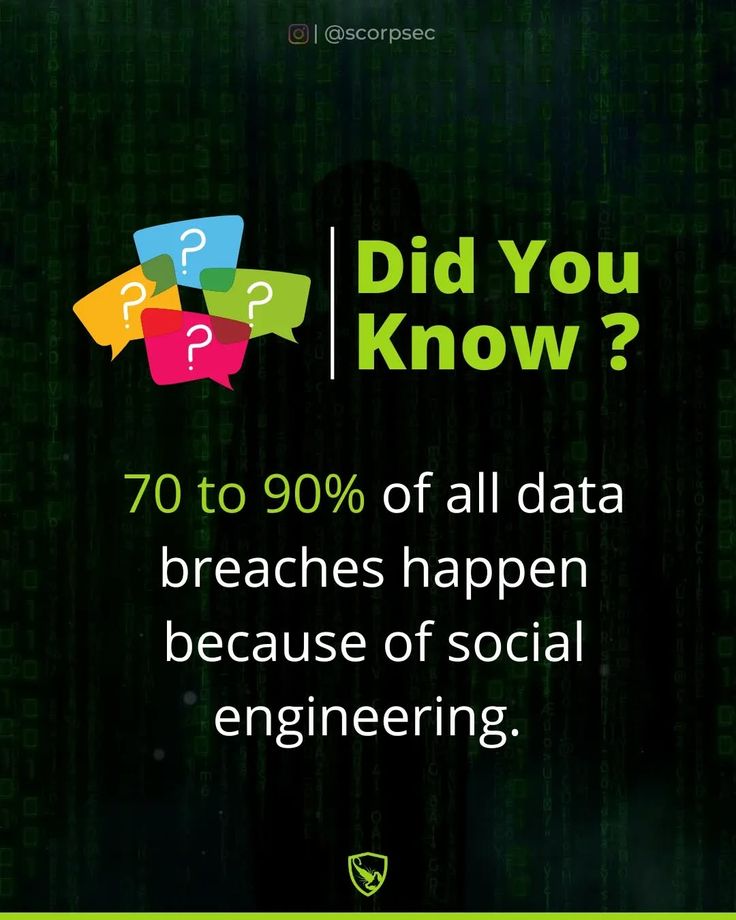 | @scorpsec
? 
? ?
?
Did You
Know ?
70 to 90% of all data
breaches happen
because of social
engineering.